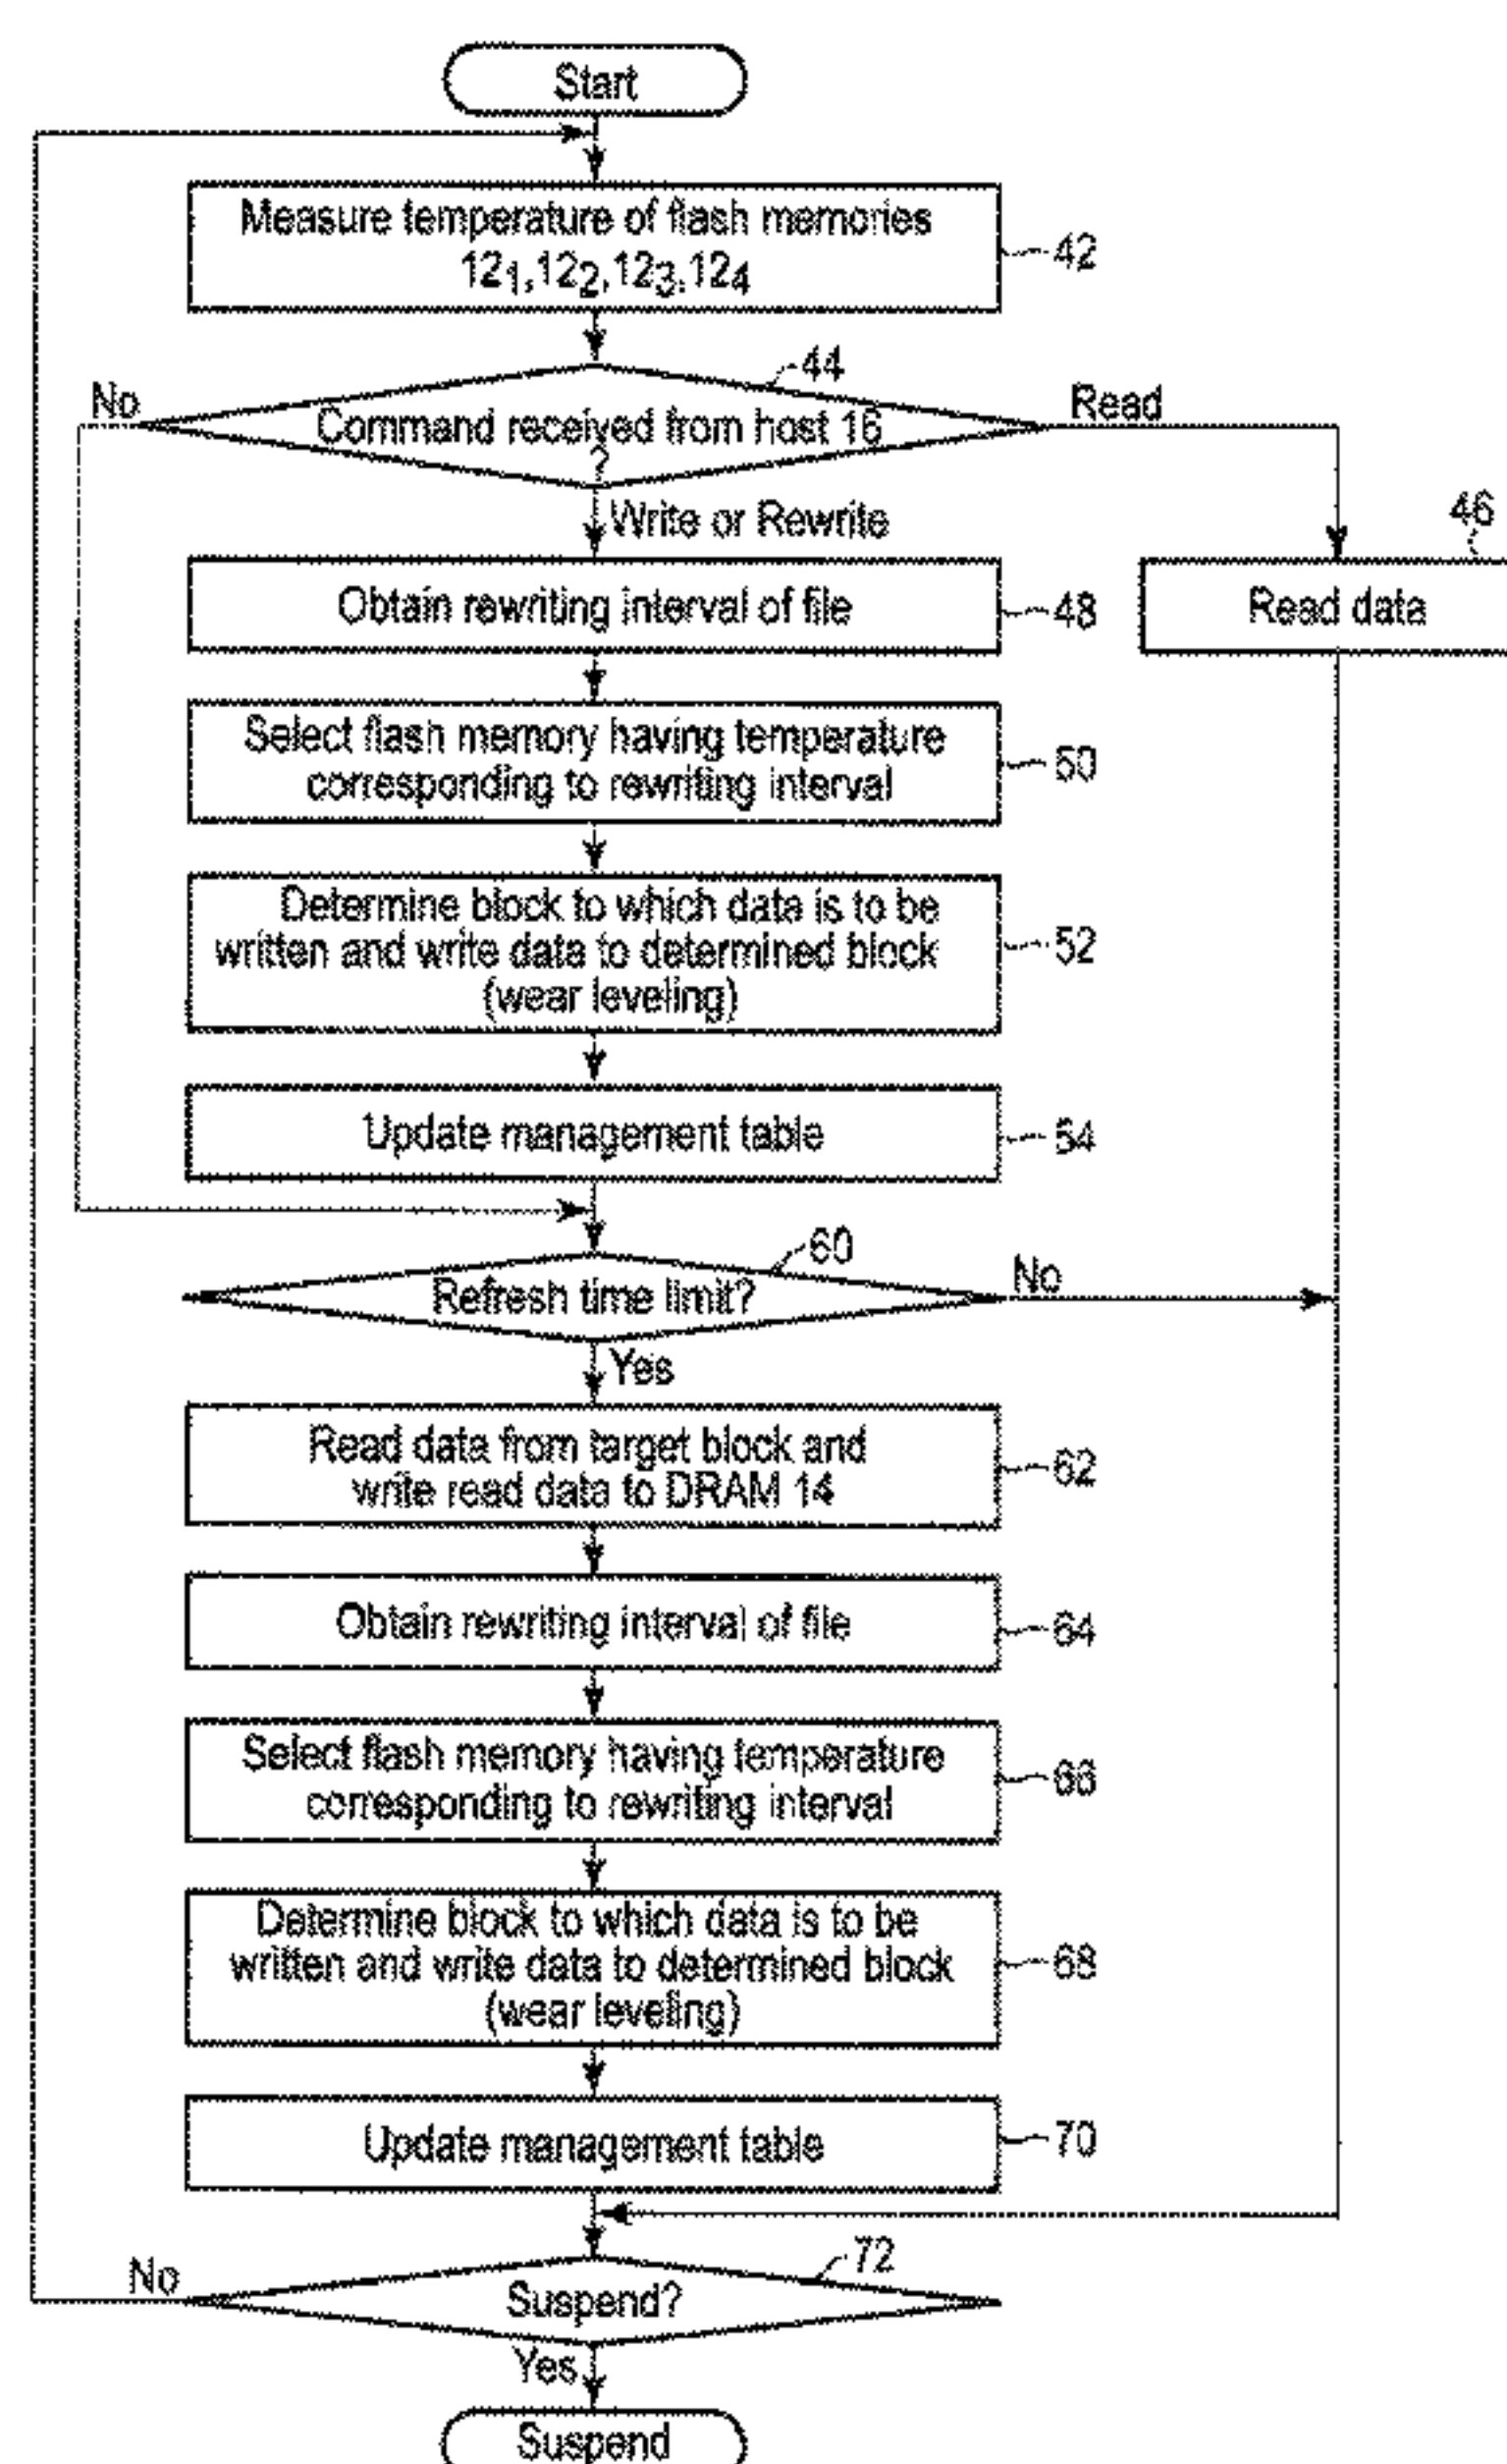 Start
Measure temperature of flash memories
12₁,12₂,12₃,12₄
42
44
No
Command received from host 16
?
Read
Write or Rewrite
46
Obtain rewriting interval of file
48
Read data
Select flash memory having temperature
corresponding to rewriting interval
50
Determine block to which data is to be
written and write data to determined block
(wear leveling)
52
Update management table
54
60
Refresh time limit?
No
Yes
Read data from target block and
write read data to DRAM 14
62
Obtain rewriting interval of file
64
Select flash memory having temperature
corresponding to rewriting interval
66
Determine block to which data is to be
written and write data to determined block
(wear leveling)
68
Update management table
70
72
No
Suspend?
Yes
Suspend